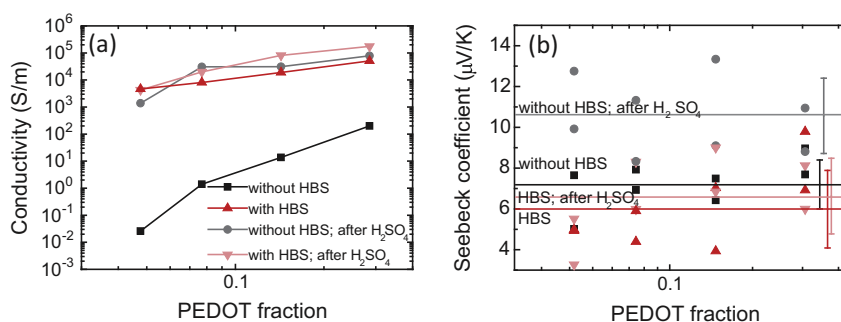 (a)
10^6
10^5
10^4
10^3
10^2
10^1
10^0
10^-1
10^-2
10^-3
Conductivity (S/m)
without HBS
with HBS
without HBS; after H2SO4
with HBS; after H2SO4
0.1
PEDOT fraction
(b)
14
12
10
8
6
4
Seebeck coefficient (μV/K)
without HBS; after H2 SO4
without HBS
HBS; after H2SO4
HBS
0.1
PEDOT fraction